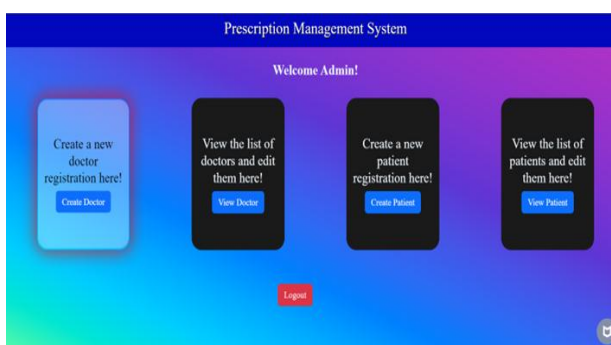 Prescription Management System
Welcome Admin!
Create a new
doctor
registration here!
Create Doctor
View the list of
doctors and edit
them here!
View Doctor
Create a new
patient
registration here!
Create Patient
View the list of
patients and edit
them here!
View Patient
Logout